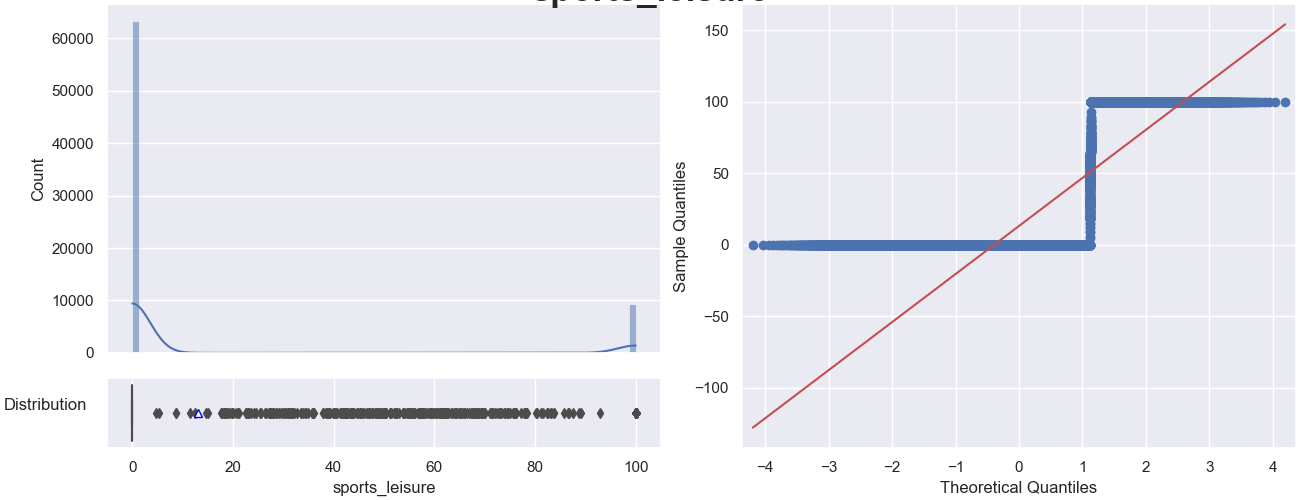 sports_leisure
60000
50000
40000
30000
20000
10000
0
Count
Distribution
0 20 40 60 80 100
sports_leisure
150
100
50
0
−50
−100
Sample Quantiles
−4 −3 −2 −1 0 1 2 3 4
Theoretical Quantiles